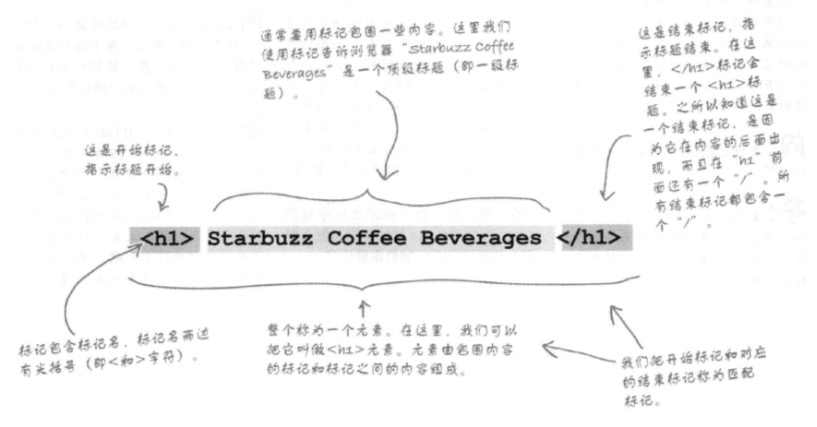 通常要用标记包围一些内容。这里我们
使用标记告诉浏览器“Starbuzz Coffee
Beverages”是一个顶级标题（即一级标
题）。
这是结束标记，指
示标题结束。在这
里，</h1>标记会
结束一个<h1>标
题。之所以知道这是
一个结束标记，是因
为它在内容的后面出
现，而且在“h1”前
面还有一个“/”。所
有结束标记都包含一
个“/”。
这是开始标记，
指示标题开始。
<h1> Starbuzz Coffee Beverages </h1>
标记包含标记名，标记名两边
有尖括号（即<和>字符）。
整个称为一个元素。在这里，我们可以
把它叫做<h1>元素。元素由包围内容
的标记和标记之间的内容组成。
我们把开始标记和对应
的结束标记称为匹配
标记。